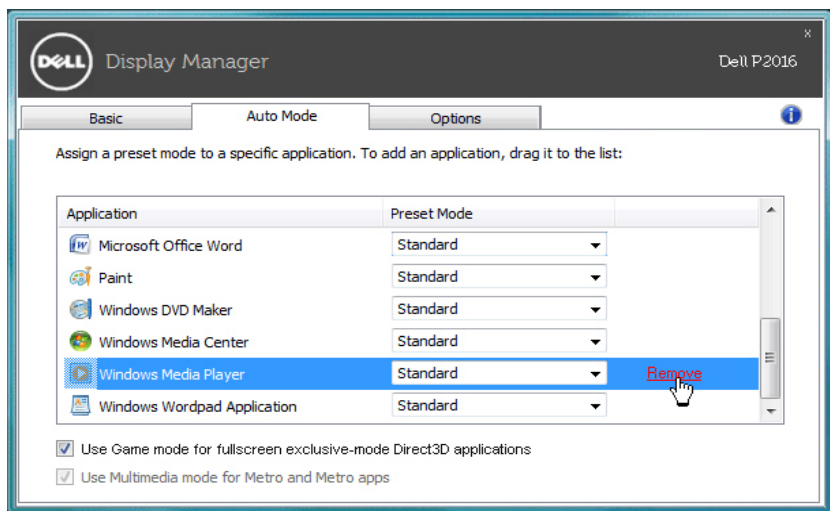 x
DELL Display Manager Dell P2016
Basic Auto Mode Options
Assign a preset mode to a specific application. To add an application, drag it to the list:
Application Preset Mode
Microsoft Office Word Standard
Paint Standard
Windows DVD Maker Standard
Windows Media Center Standard
Windows Media Player Standard Remove
Windows Wordpad Application Standard
Use Game mode for fullscreen exclusive-mode Direct3D applications
Use Multimedia mode for Metro and Metro apps